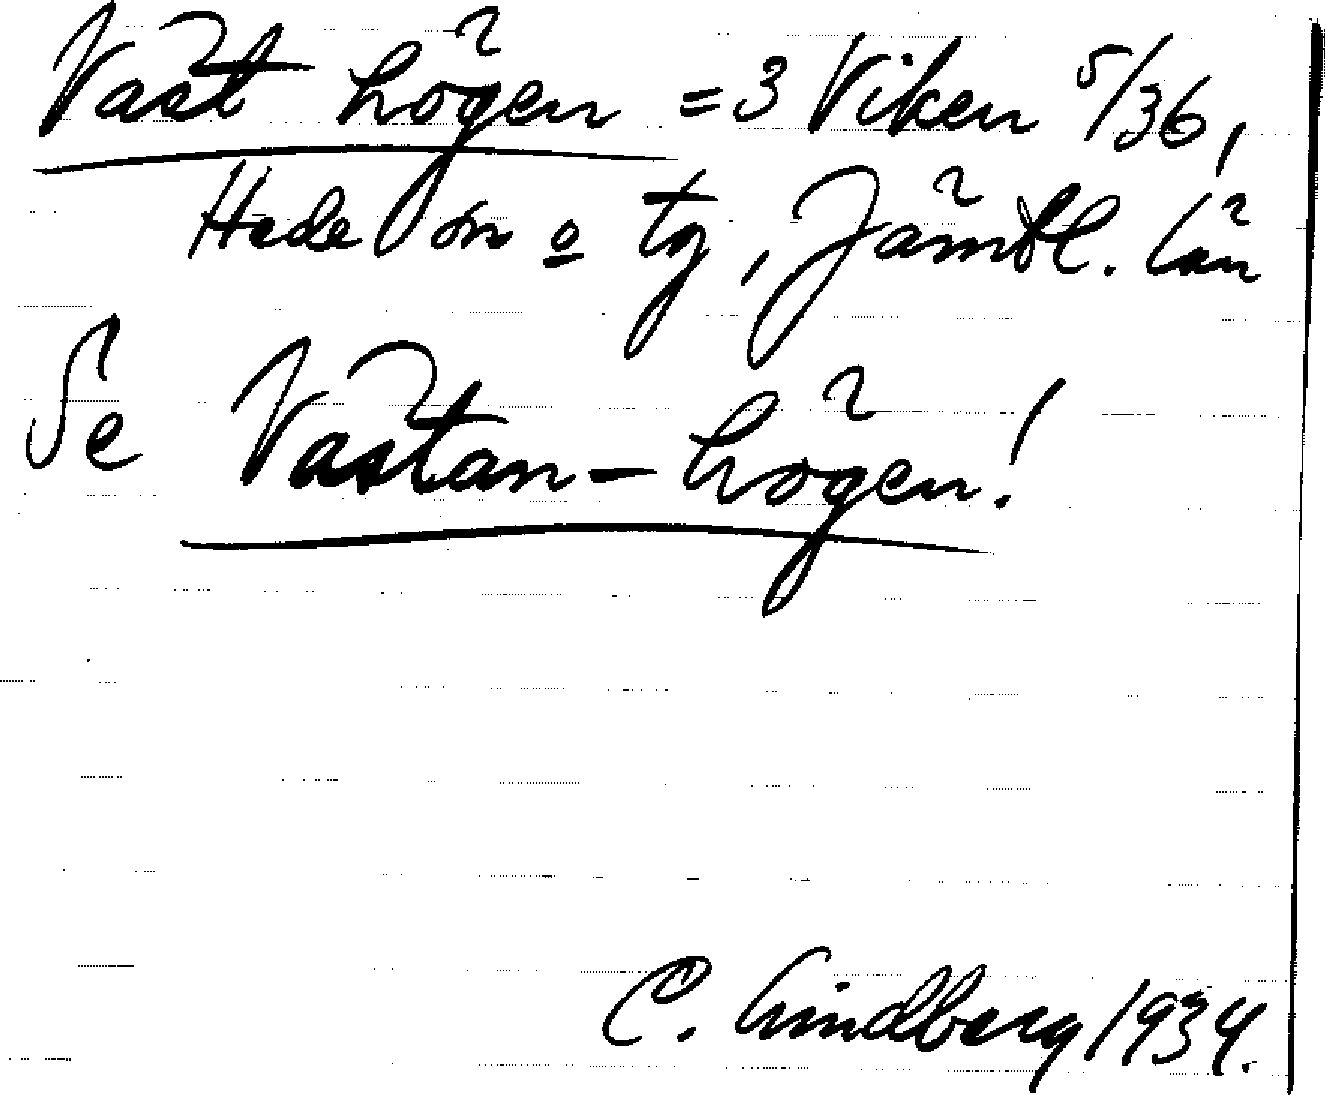 Väst högen = 3 Viken 5/36,
Hede sn o tg, Jämtl. län
Se Västan-högen!
C. Lindberg 1934.